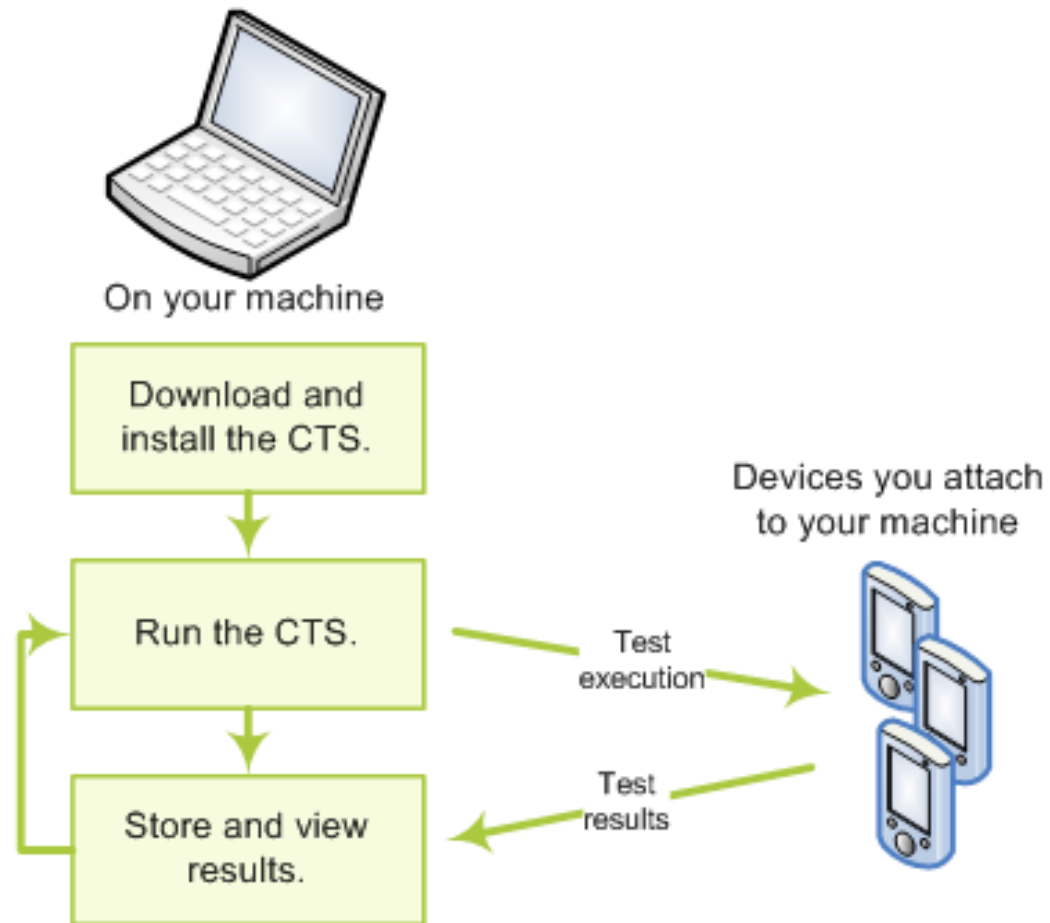 On your machine
Download and
install the CTS.
Devices you attach
to your machine
Run the CTS.
Test
execution
Test
results
Store and view
results.